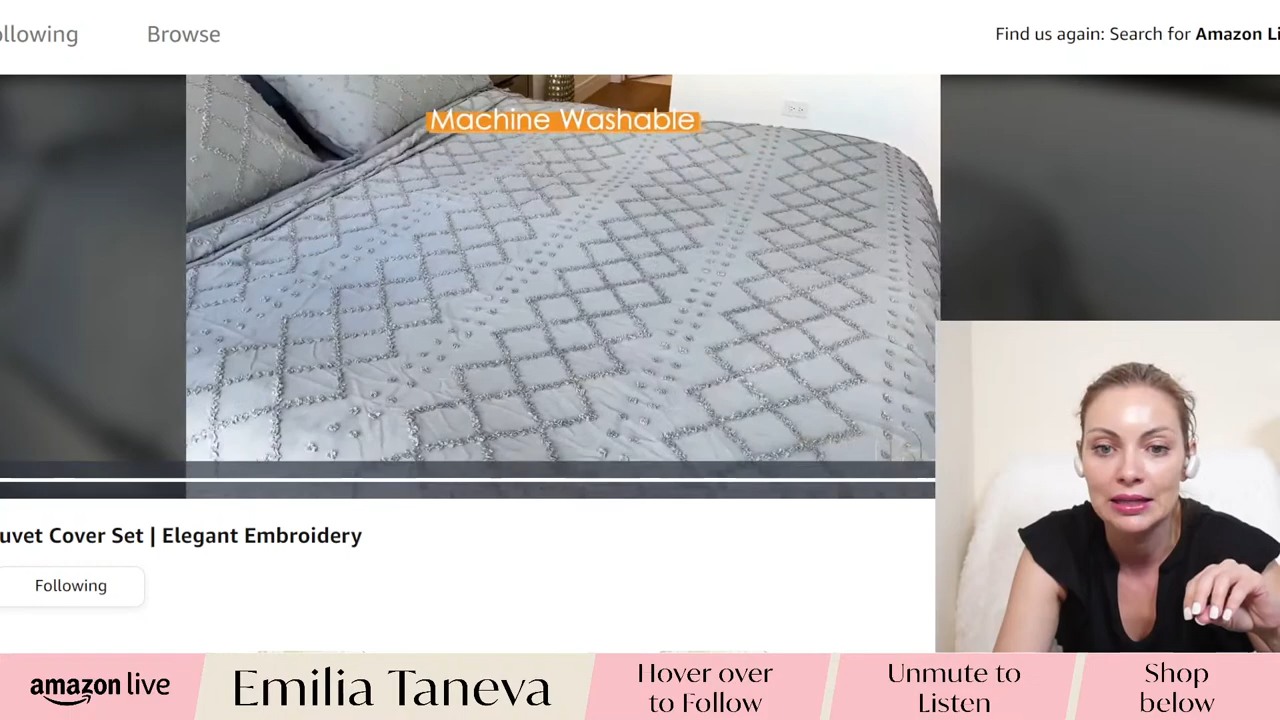 ollowing
Browse
Find us again: Search for Amazon Li
Machine Washable
uvet Cover Set | Elegant Embroidery
Following
amazon live
Emilia Taneva
Hover over
to Follow
Unmute to
Listen
Shop
below